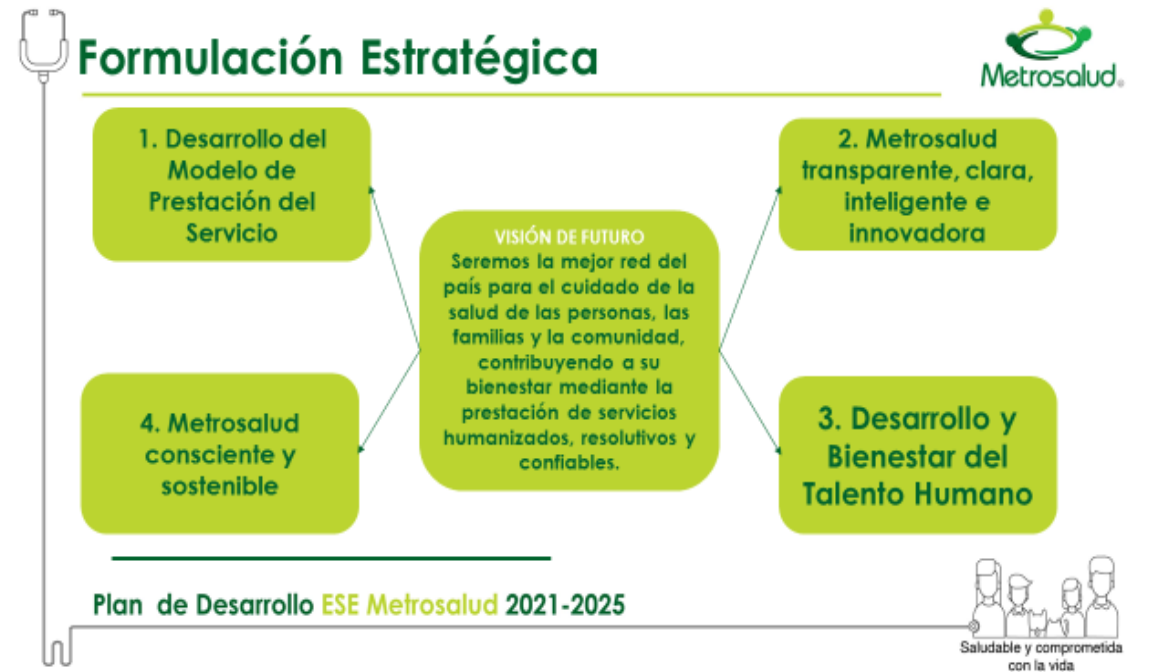 Formulación Estratégica
Metrosalud®
1. Desarrollo del
Modelo de
Prestación del
Servicio
2. Metrosalud
transparente, clara,
inteligente e
innovadora
VISIÓN DE FUTURO
Seremos la mejor red del
país para el cuidado de la
salud de las personas, las
familias y la comunidad,
contribuyendo a su
bienestar mediante la
prestación de servicios
humanizados, resolutivos y
confiables.
3. Desarrollo y
Bienestar del
Talento Humano
4. Metrosalud
consciente y
sostenible
Plan de Desarrollo ESE Metrosalud 2021-2025
Saludable y comprometida
con la vida